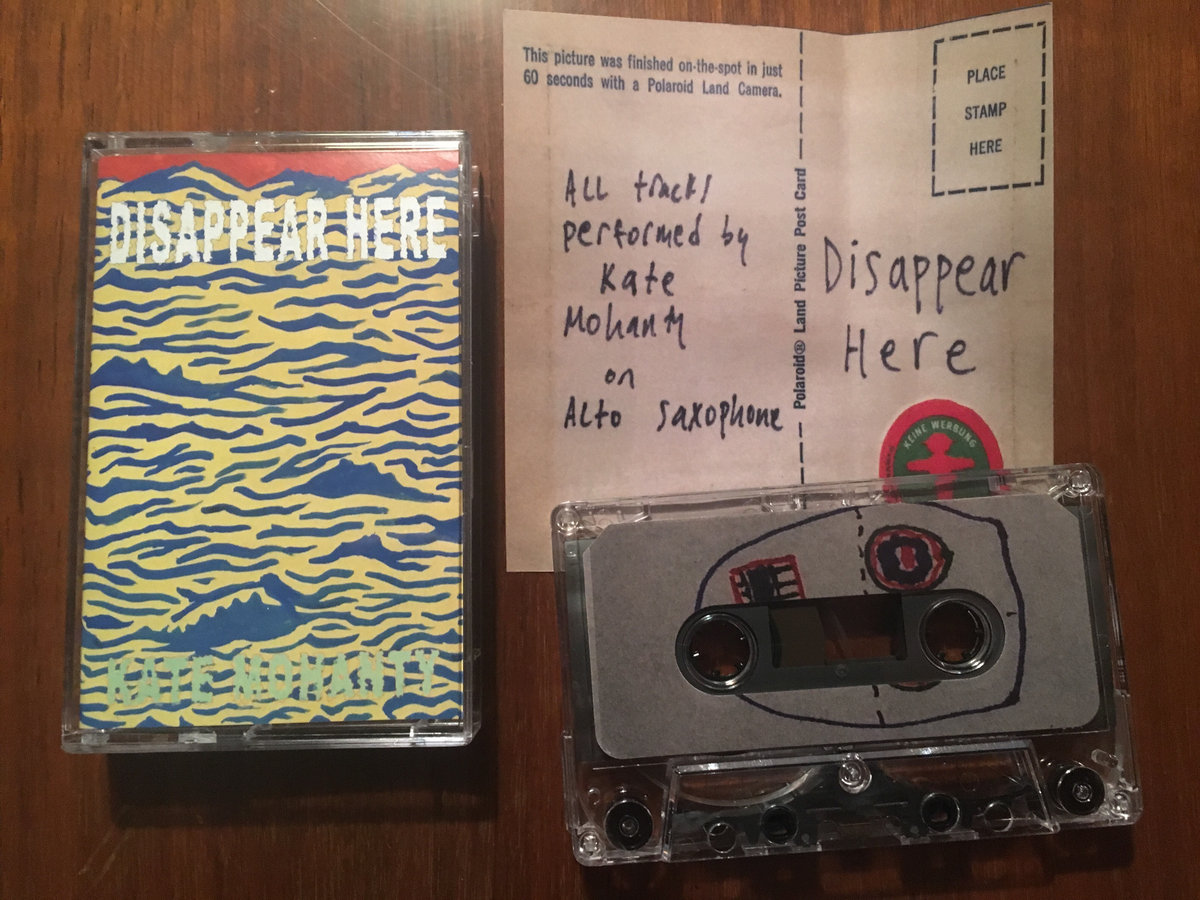 DISAPPEAR HERE
KATE MOHANTY
This picture was finished on-the-spot in just
60 seconds with a Polaroid Land Camera.
ALL tracks
performed by
Kate
Mohanty
on
Alto saxophone
Polaroid® Land Picture Post Card
PLACE
STAMP
HERE
Disappear
Here
KEINE WERBUNG